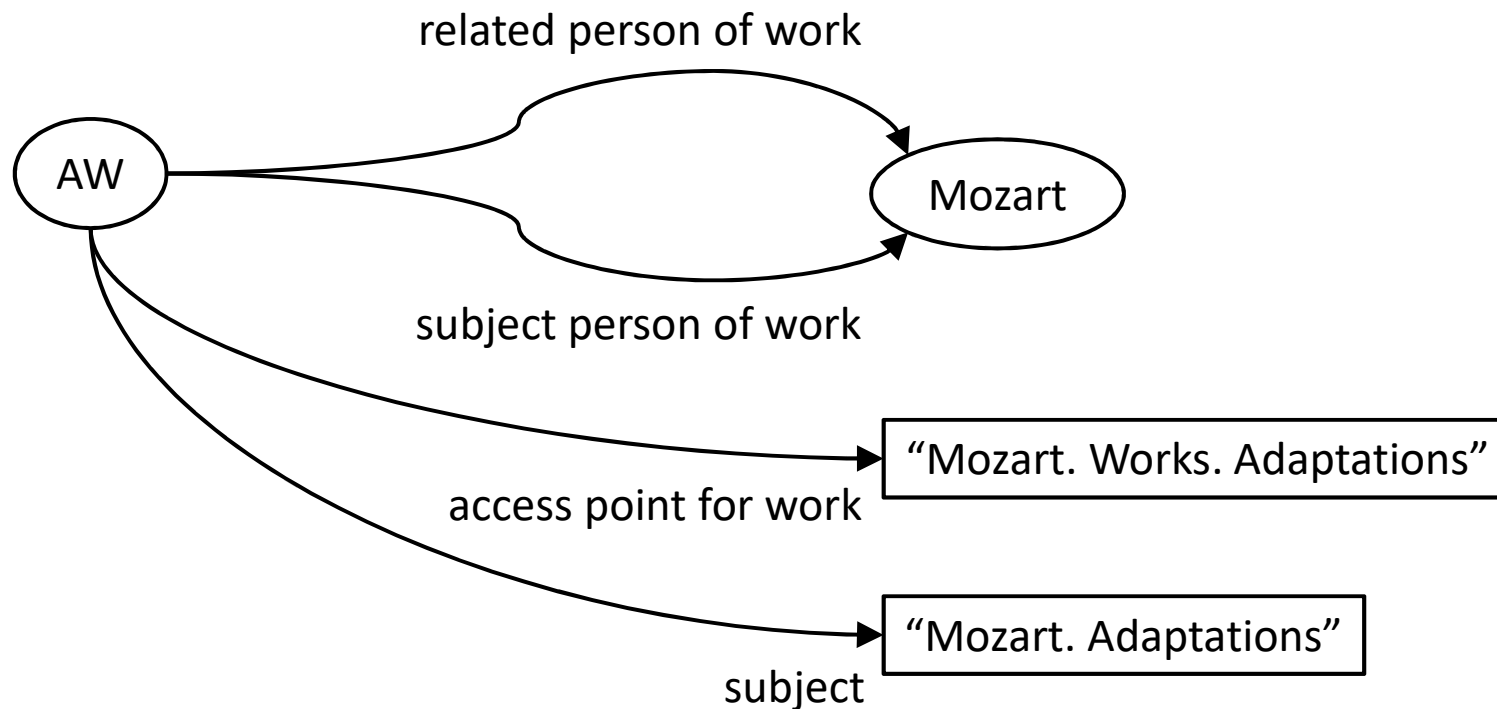 related person of work
AW
Mozart
subject person of work
“Mozart. Works. Adaptations”
access point for work
“Mozart. Adaptations”
subject